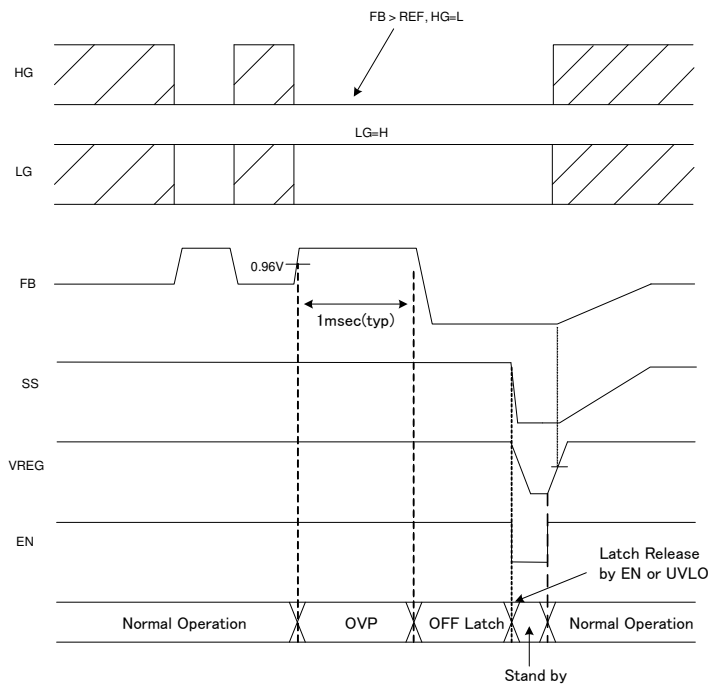 FB > REF, HG=L
HG
LG=H
LG
0.96V
FB
1msec(typ)
SS
VREG
EN
Latch Release
by EN or UVLO
Normal Operation
OVP
OFF Latch
Normal Operation
Stand by